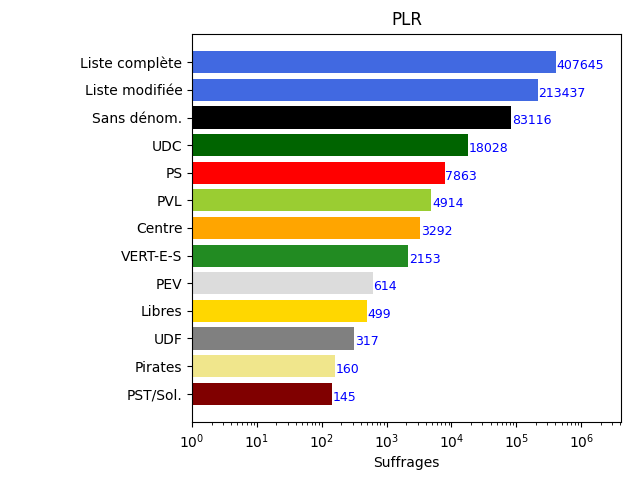 PLR
Liste complète 407645
Liste modifiée 213437
Sans dénom. 83116
UDC 18028
PS 7863
PVL 4914
Centre 3292
VERT-E-S 2153
PEV 614
Libres 499
UDF 317
Pirates 160
PST/Sol. 145
10⁰ 10¹ 10² 10³ 10⁴ 10⁵ 10⁶
Suffrages